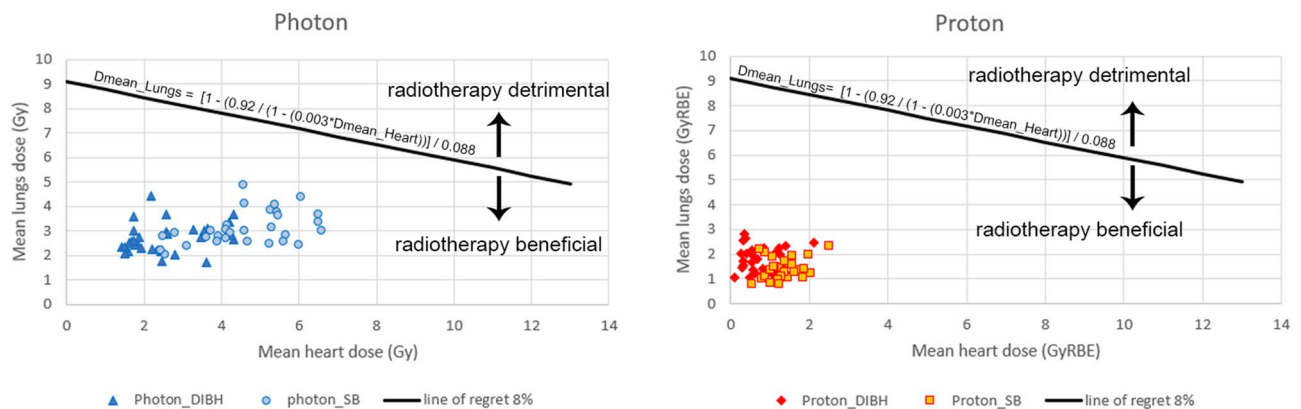 Photon
10
9
8
7
6
5
4
3
2
1
0
Mean lungs dose (Gy)
Dmean_Lungs = [1 - (0.92 / (1 - (0.003*Dmean_Heart))] / 0.088
radiotherapy detrimental
radiotherapy beneficial
0 2 4 6 8 10 12 14
Mean heart dose (Gy)
Photon_DIBH photon_SB line of regret 8%
Proton
10
9
8
7
6
5
4
3
2
1
0
Mean lungs dose (GyRBE)
Dmean_Lungs= [1 - (0.92 / (1 - (0.003*Dmean_Heart))] / 0.088
radiotherapy detrimental
radiotherapy beneficial
0 2 4 6 8 10 12 14
Mean heart dose (GyRBE)
Proton_DIBH Proton_SB line of regret 8%